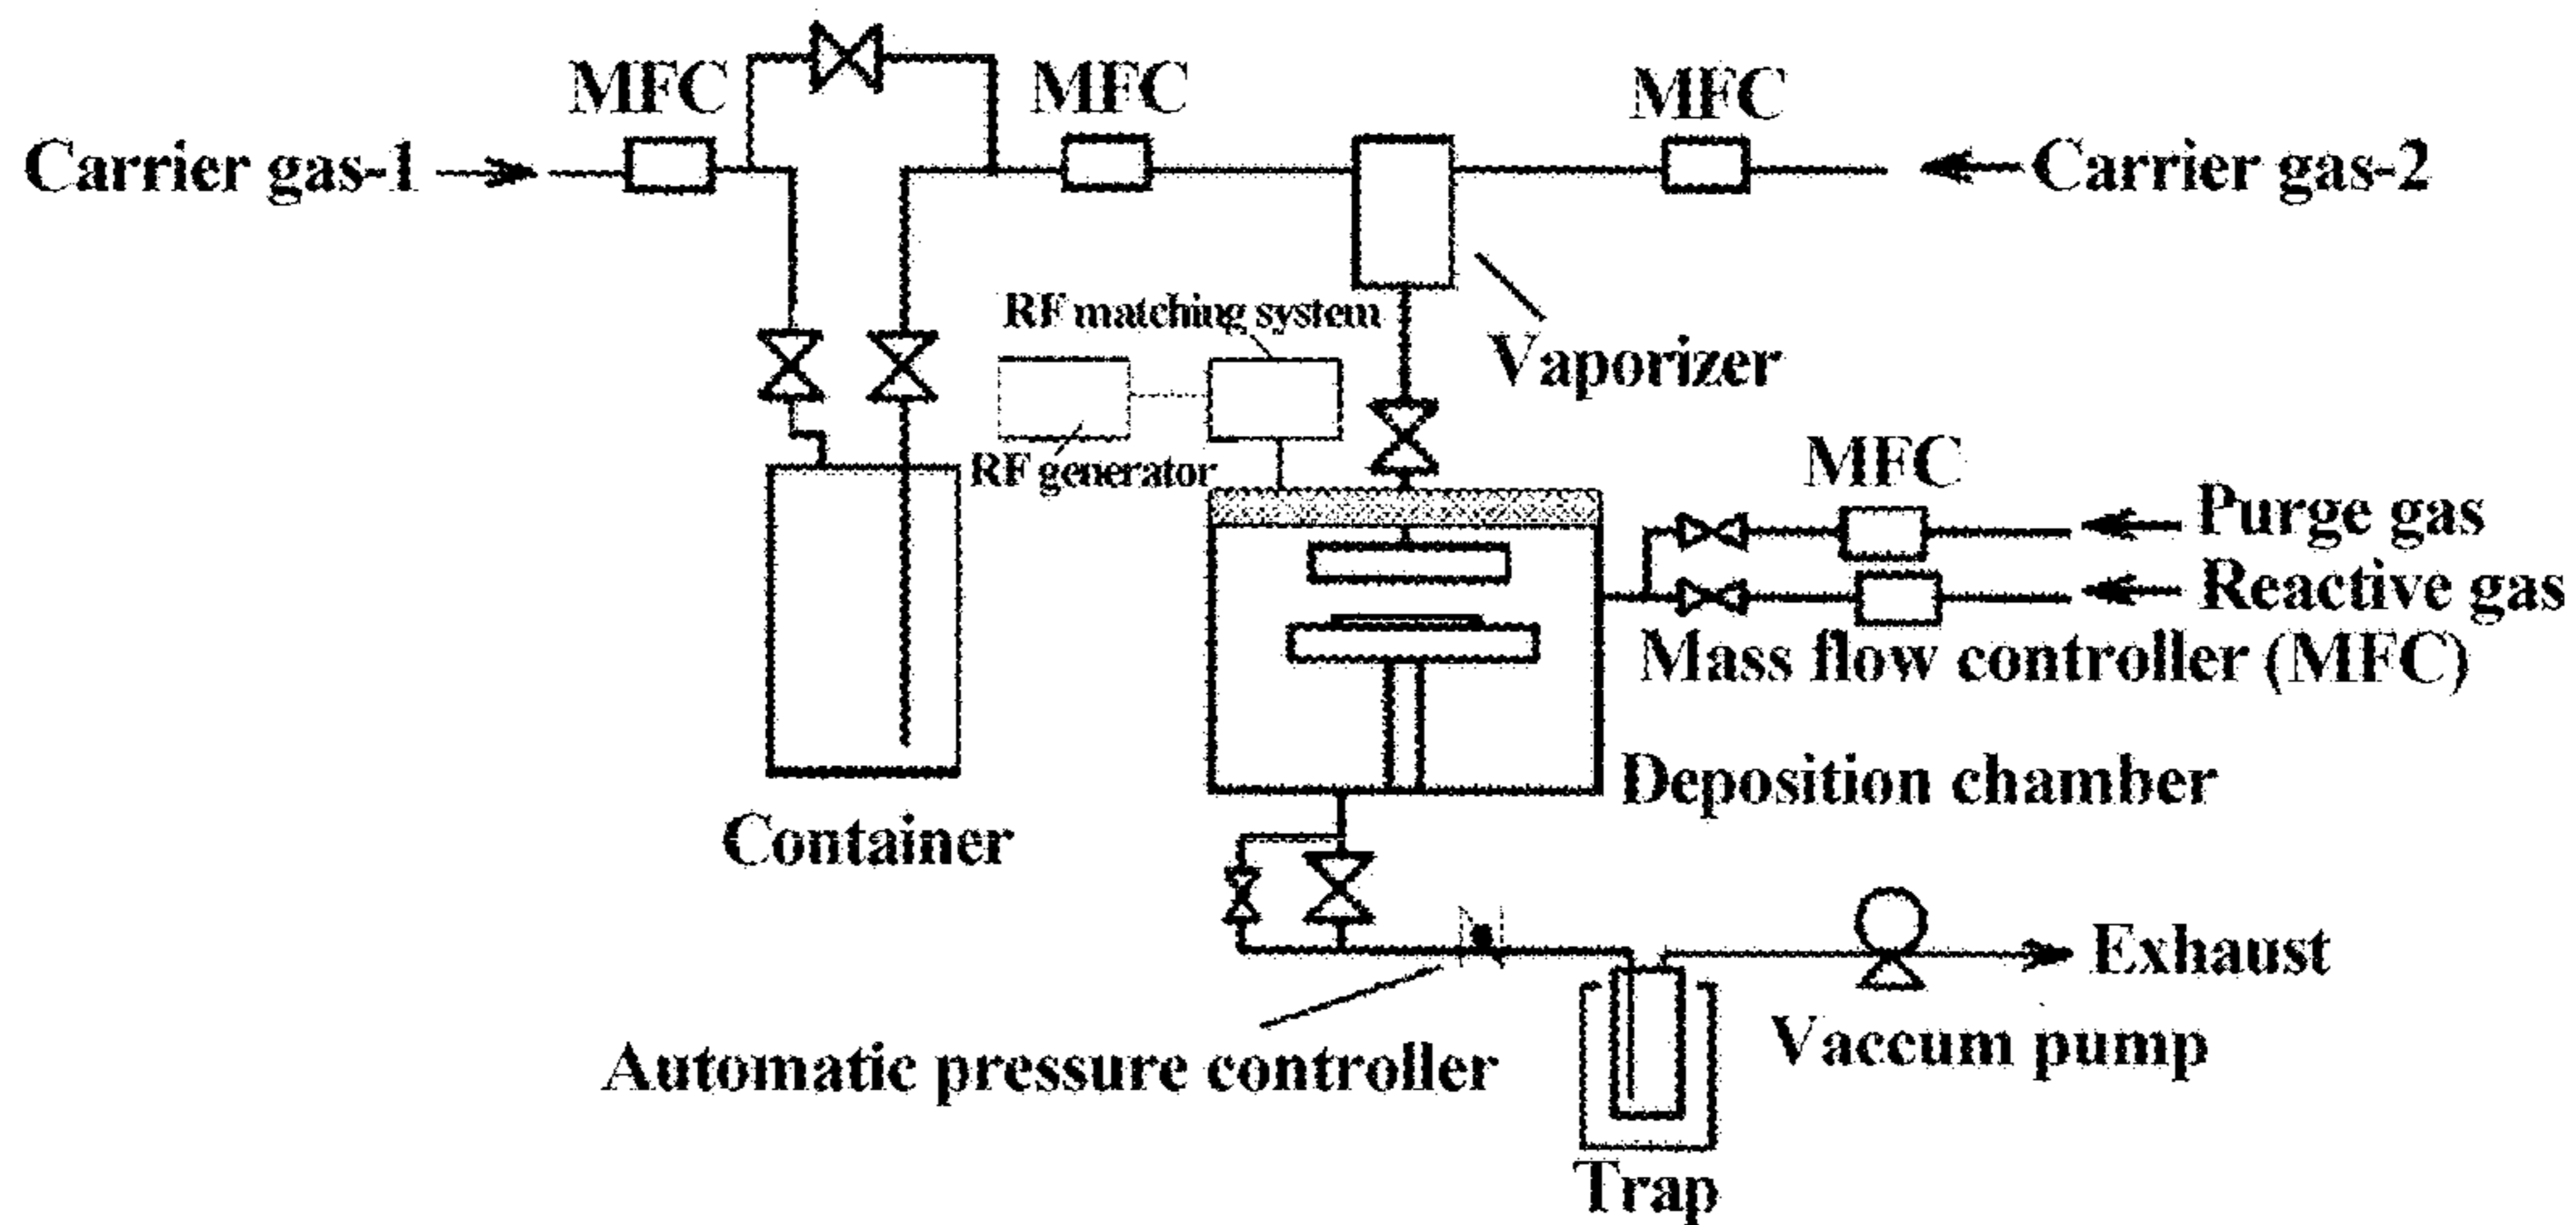 MFC
MFC
MFC
Carrier gas-1
Carrier gas-2
RF matching system
Vaporizer
RF generator
MFC
Purge gas
Reactive gas
Mass flow controller (MFC)
Deposition chamber
Container
Exhaust
Automatic pressure controller
Vaccum pump
Trap